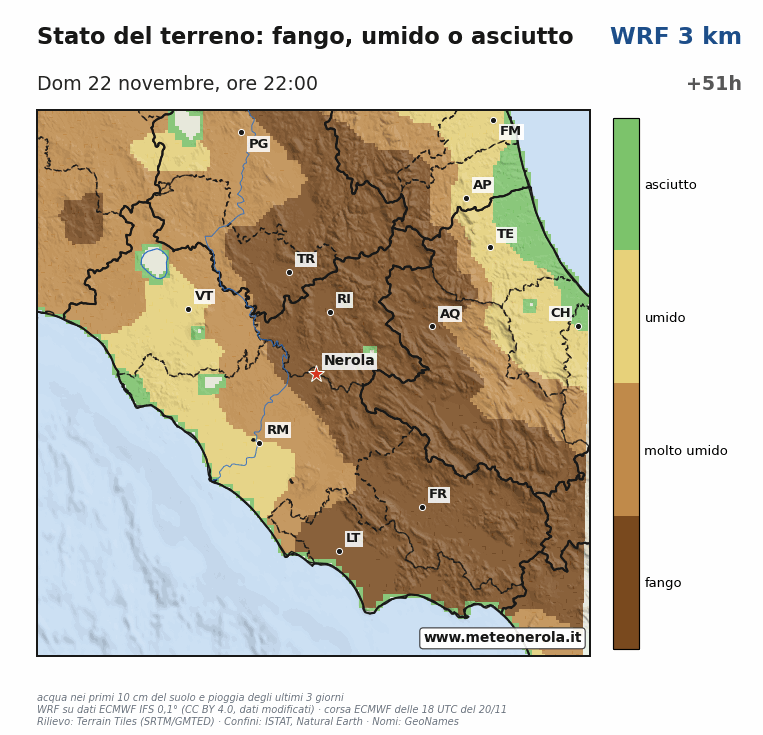 Stato del terreno: fango, umido o asciutto
WRF 3 km
Dom 22 novembre, ore 22:00
+51h
FM
PG
AP
TE
TR
VT
RI
AQ
CH
Nerola
RM
FR
LT
www.meteonerola.it
asciutto
umido
molto umido
fango
acqua nei primi 10 cm del suolo e pioggia degli ultimi 3 giorni
WRF su dati ECMWF IFS 0,1° (CC BY 4.0, dati modificati) · corsa ECMWF delle 18 UTC del 20/11
Rilievo: Terrain Tiles (SRTM/GMTED) · Confini: ISTAT, Natural Earth · Nomi: GeoNames